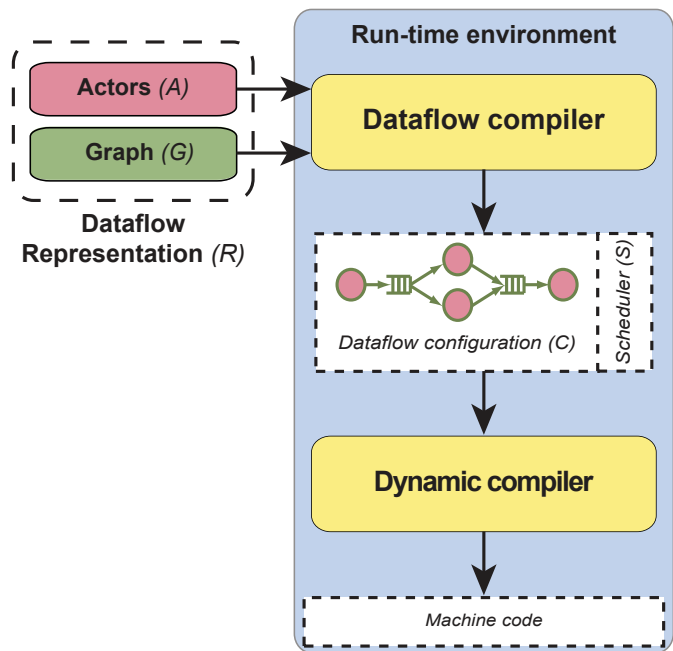 Run-time environment
Actors (A)
Graph (G)
Dataflow
Representation (R)
Dataflow compiler
Dataflow configuration (C)
Scheduler (S)
Dynamic compiler
Machine code